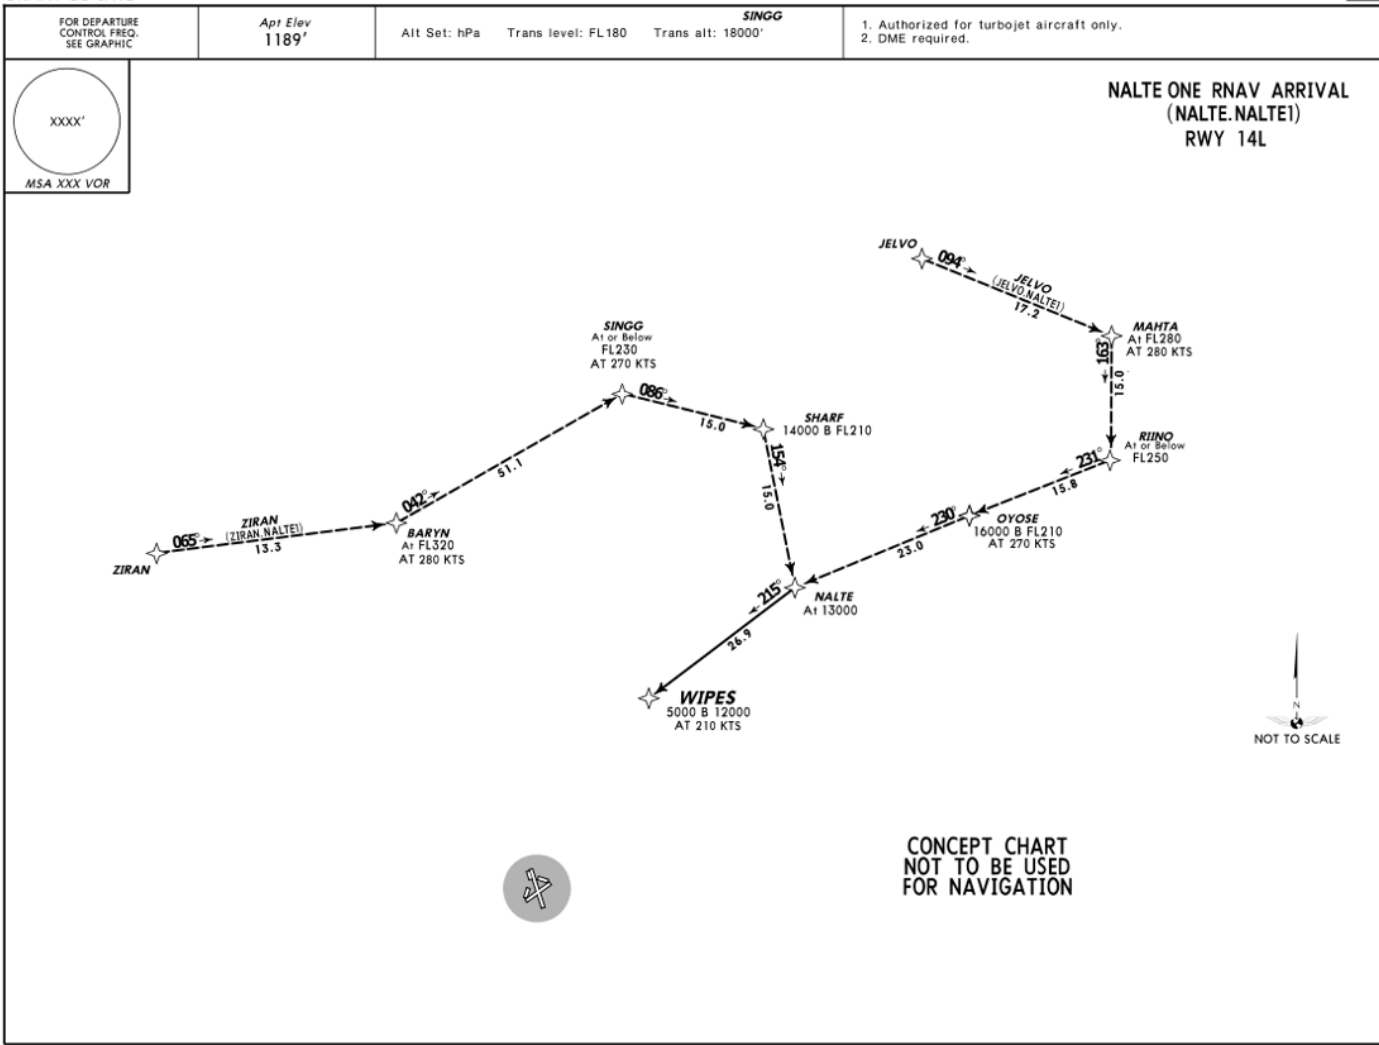 FOR DEPARTURE
CONTROL FREQ.
SEE GRAPHIC
Apt Elev
1189'
SINGG
Alt Set: hPa Trans level: FL180 Trans alt: 18000'
1. Authorized for turbojet aircraft only.
2. DME required.
XXXX'
MSA XXX VOR
NALTE ONE RNAV ARRIVAL
(NALTE.NALTE1)
RWY 14L
JELVO
094°
JELVO
(JELVO.NALTE1)
17.2
MAHTA
At FL280
AT 280 KTS
163°
15.0
SINGG
At or Below
FL230
AT 270 KTS
086°
15.0
SHARF
14000 B FL210
154°
15.0
RIINO
At or Below
FL250
231°
15.8
OYOSE
16000 B FL210
AT 270 KTS
230°
23.0
51.1
042°
BARYN
At FL320
AT 280 KTS
ZIRAN
(ZIRAN.NALTE1)
065°
13.3
ZIRAN
NALTE
At 13000
215°
26.9
WIPES
5000 B 12000
AT 210 KTS
N
NOT TO SCALE
CONCEPT CHART
NOT TO BE USED
FOR NAVIGATION